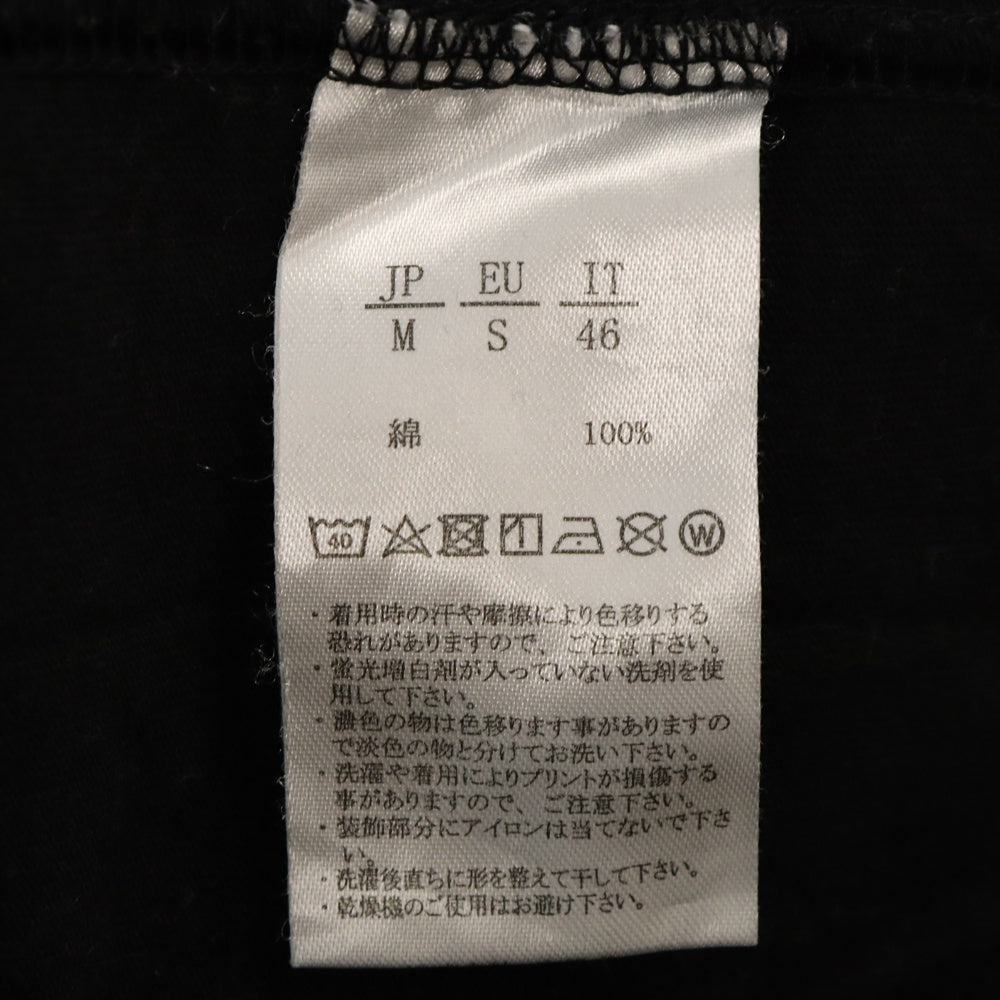 JP EU IT
M S 46
綿 100%
40 W
・着用時の汗や摩擦により色移りする
恐れがありますので、ご注意下さい。
・蛍光増白剤が入っていない洗剤を使
用して下さい。
・濃色の物は色移ります事がありますの
で淡色の物と分けてお洗い下さい。
・洗濯や着用によりプリントが損傷する
事がありますので、ご注意下さい。
・装飾部分にアイロンは当てないで下さ
い。
・洗濯後直ちに形を整えて干して下さい。
・乾燥機のご使用はお避け下さい。